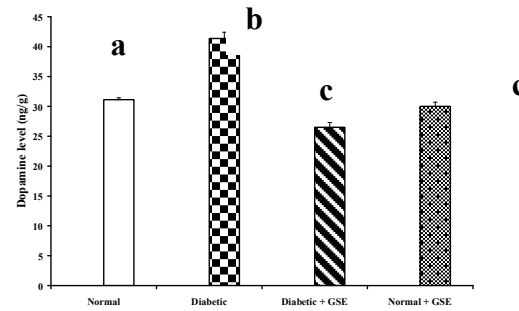 45
40
35
30
25
20
15
10
5
0
Dopamine level (ng/g)
a
b
c
Normal
Diabetic
Diabetic + GSE
Normal + GSE